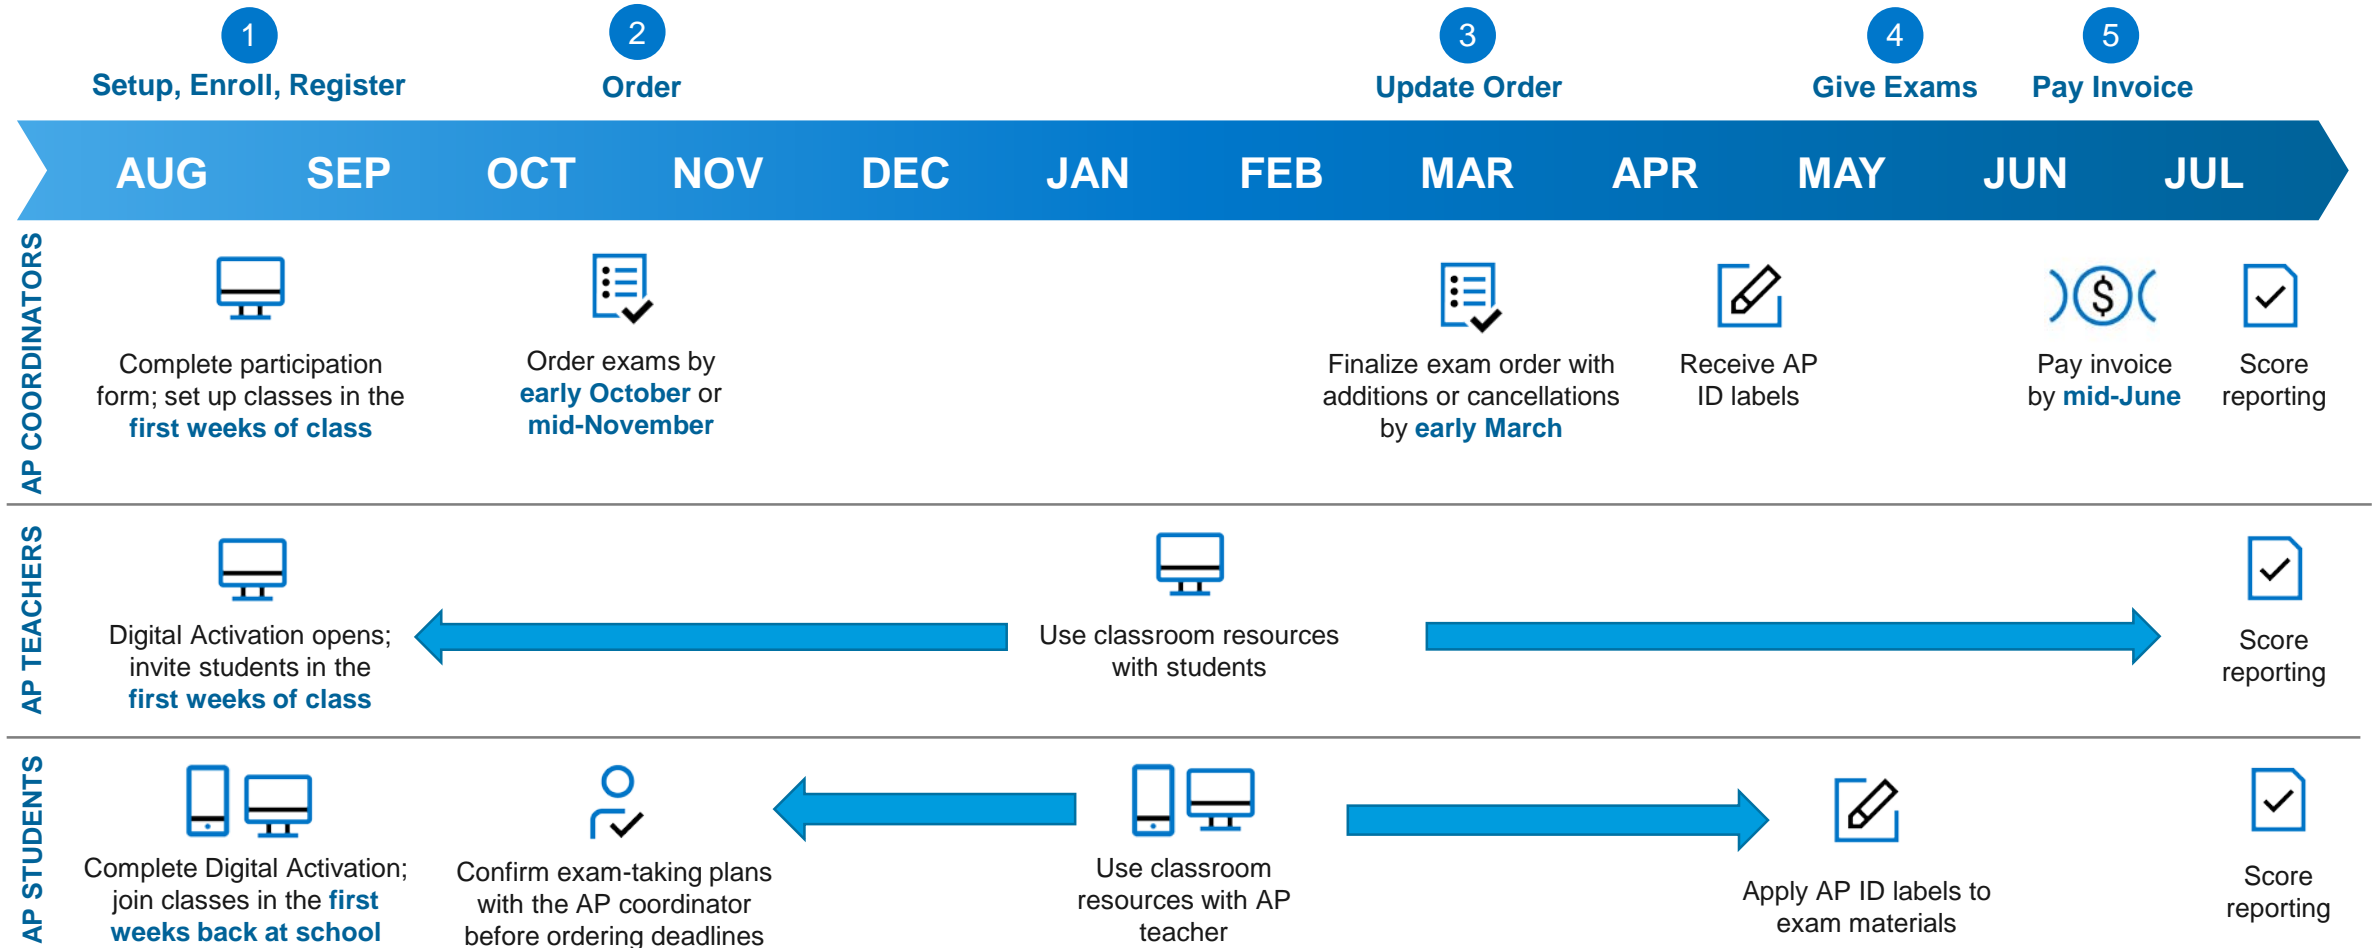 1
Setup, Enroll, Register
2
Order
3
Update Order
4
Give Exams
5
Pay Invoice
AUG SEP OCT NOV DEC JAN FEB MAR APR MAY JUN JUL
AP COORDINATORS
Complete participation
form; set up classes in the
first weeks of class
Order exams by
early October or
mid-November
Finalize exam order with
additions or cancellations
by early March
Receive AP
ID labels
$
Pay invoice
by mid-June
Score
reporting
AP TEACHERS
Digital Activation opens;
invite students in the
first weeks of class
Use classroom resources
with students
Score
reporting
AP STUDENTS
Complete Digital Activation;
join classes in the first
weeks back at school
Confirm exam-taking plans
with the AP coordinator
before ordering deadlines
Use classroom
resources with AP
teacher
Apply AP ID labels to
exam materials
Score
reporting